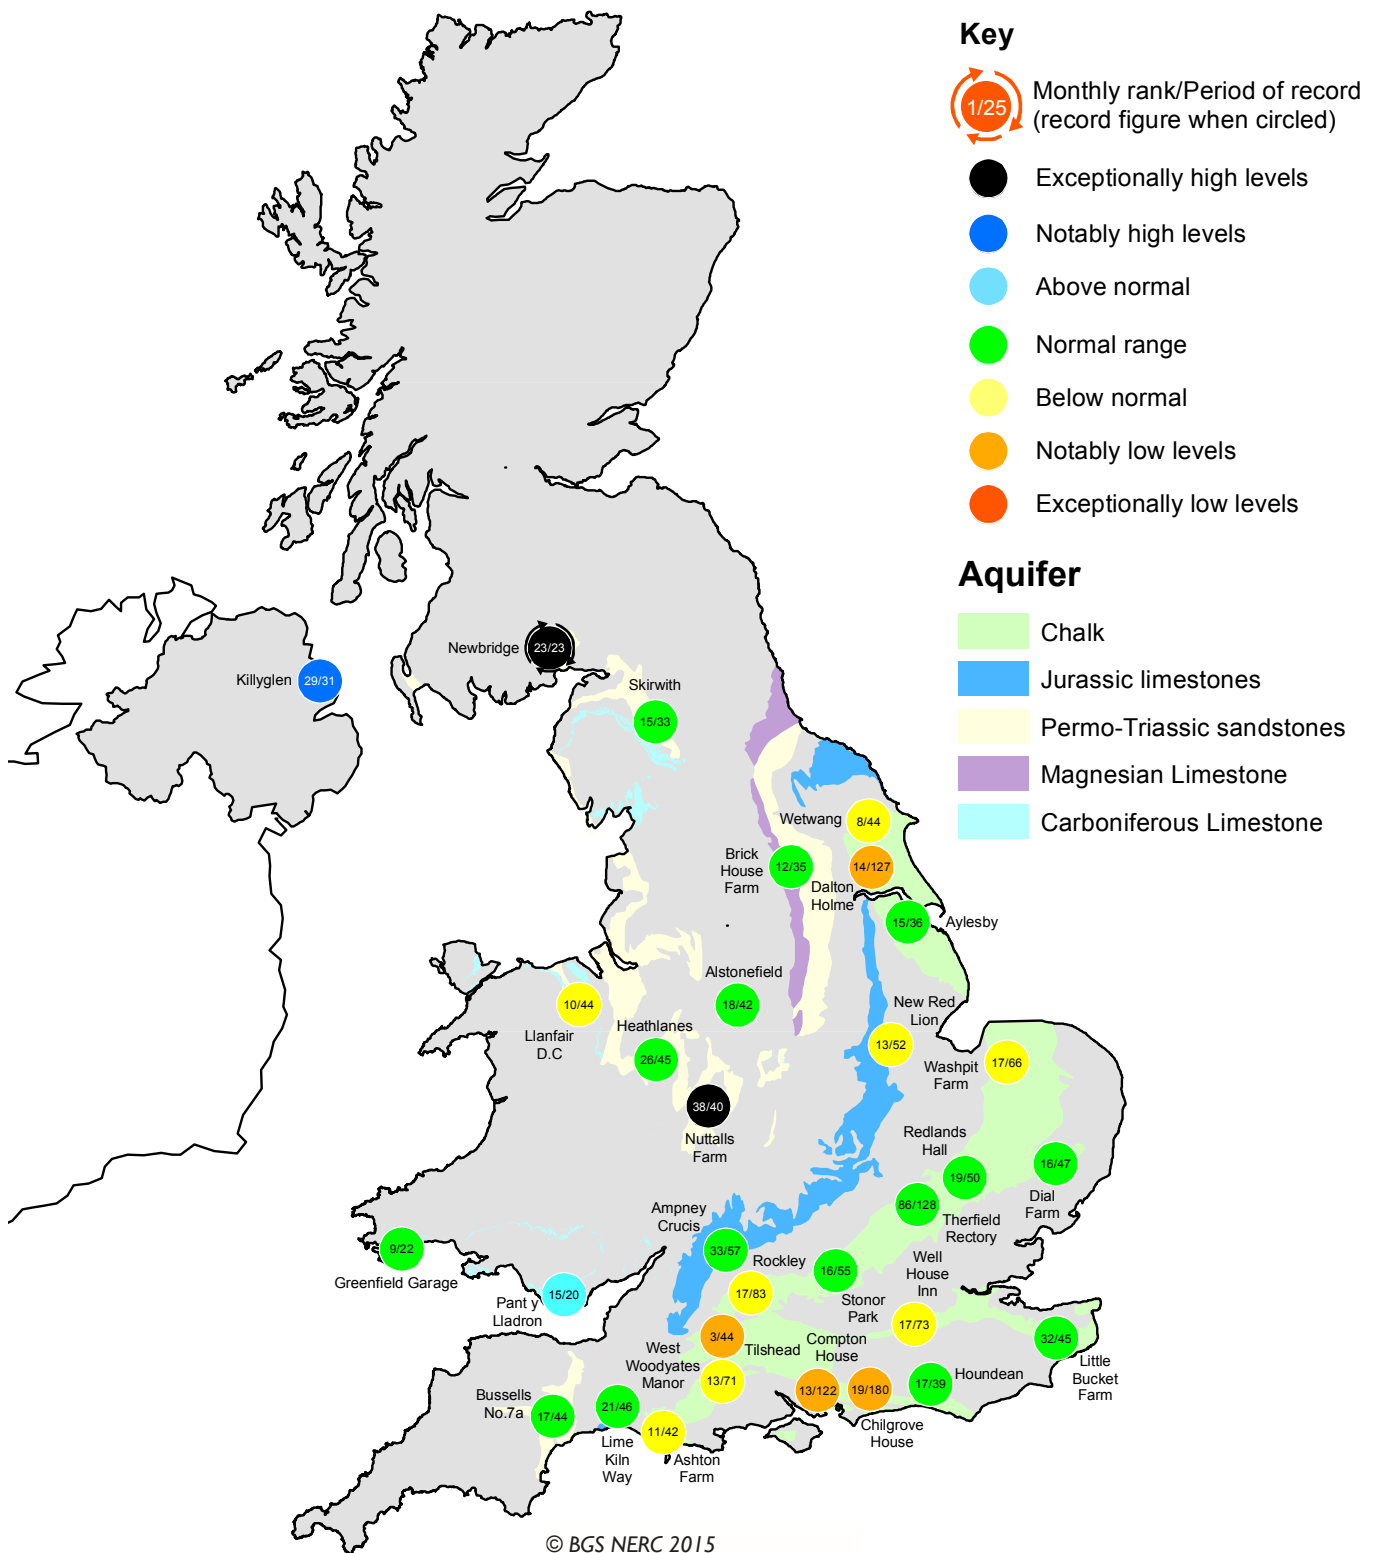 Key
1/25
Monthly rank/Period of record
(record figure when circled)
Exceptionally high levels
Notably high levels
Above normal
Normal range
Below normal
Notably low levels
Exceptionally low levels
Aquifer
Chalk
Jurassic limestones
Permo-Triassic sandstones
Magnesian Limestone
Carboniferous Limestone
Newbridge
23/23
Killyglen
29/31
Skirwith
15/33
Wetwang
8/44
Brick
House
Farm
12/35
Dalton
Holme
14/127
15/36
Aylesby
Alstonefield
18/42
10/44
Llanfair
D.C
Heathlanes
26/45
New Red
Lion
13/52
Washpit
Farm
17/66
38/40
Nuttalls
Farm
Redlands
Hall
19/50
16/47
Dial
Farm
86/128
Therfield
Rectory
Ampney
Crucis
33/57
9/22
Greenfield Garage
Pant y
Lladron
15/20
Rockley
17/83
16/55
Stonor
Park
Well
House
Inn
17/73
3/44
Tilshead
Compton
House
13/122
West
Woodyates
Manor
13/71
19/180
Chilgrove
House
17/39
Houndean
32/45
Little
Bucket
Farm
Bussells
No.7a
17/44
21/46
Lime
Kiln
Way
11/42
Ashton
Farm
© BGS NERC 2015